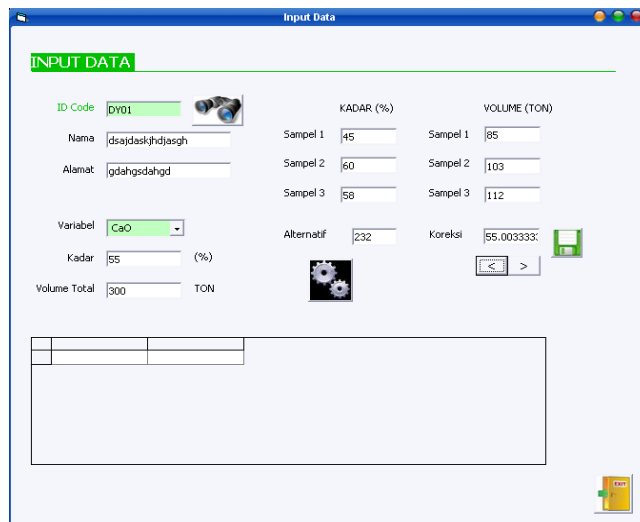 Input Data
INPUT DATA
ID Code DY01
KADAR (%) VOLUME (TON)
Nama dsajdaskjhdjasgh
Sampel 1 45 Sampel 1 85
Alamat gdahgsdahgd
Sampel 2 60 Sampel 2 103
Sampel 3 58 Sampel 3 112
Variabel CaO
Alternatif 232 Koreksi 55.0033333
Kadar 55 (%)
< >
Volume Total 300 TON
EXIT